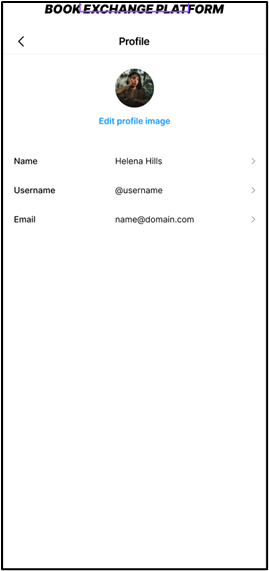 BOOK EXCHANGE PLATFORM
Profile
Edit profile image
Name Helena Hills
Username @username
Email name@domain.com